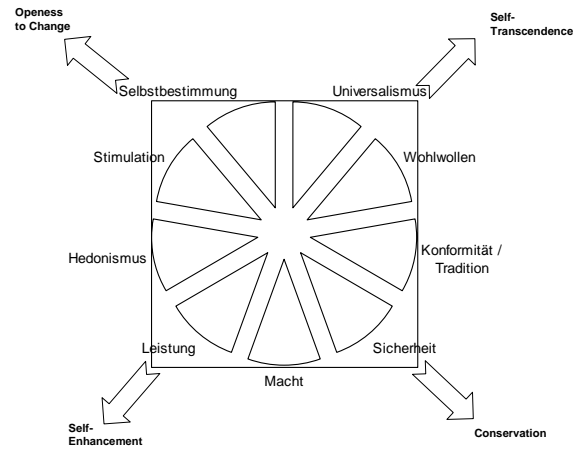 Openess
to Change
Self-
Transcendence
Selbstbestimmung
Universalismus
Stimulation
Wohlwollen
Hedonismus
Konformität /
Tradition
Leistung
Sicherheit
Macht
Self-
Enhancement
Conservation